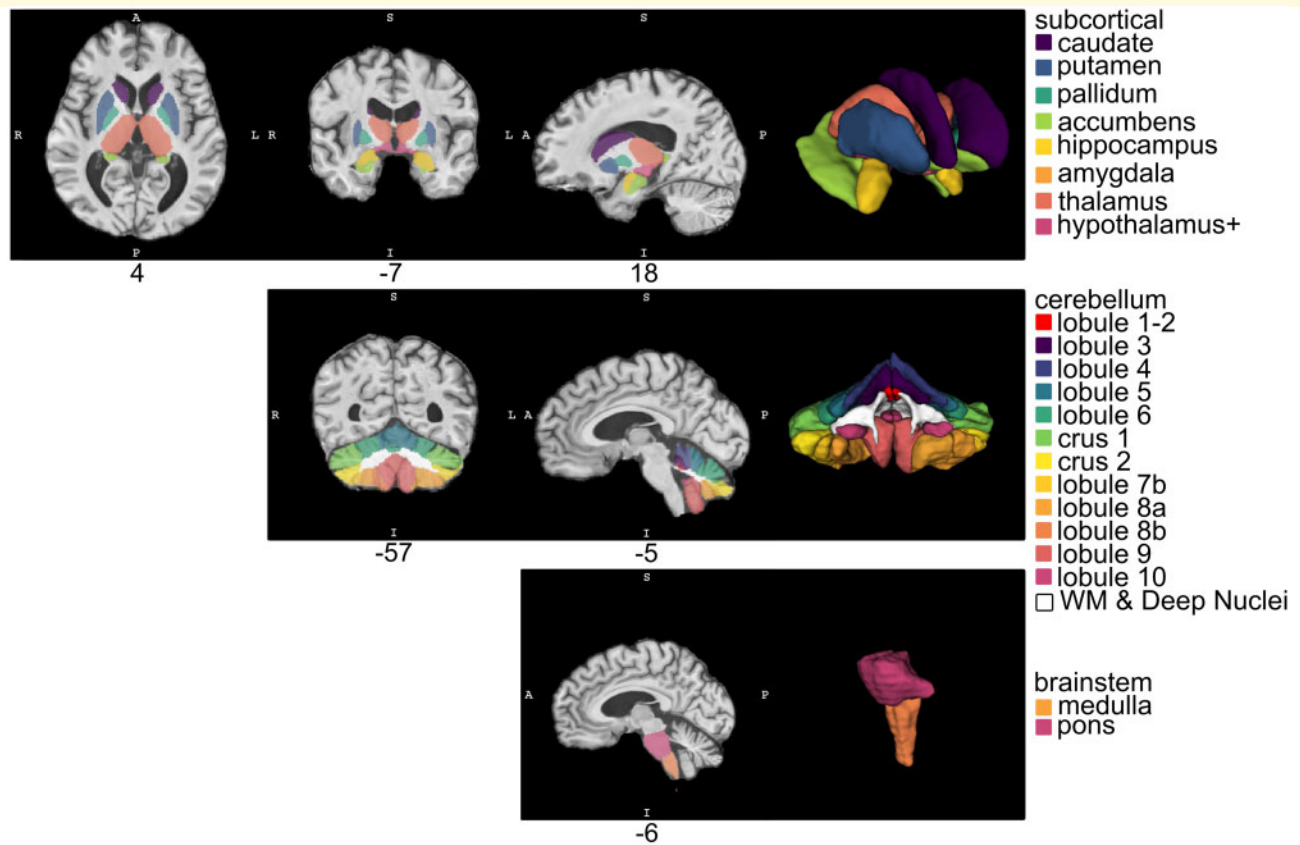 A
S
S
R
L R
L A
P
P
I
I
4
-7
18
subcortical
caudate
putamen
pallidum
accumbens
hippocampus
amygdala
thalamus
hypothalamus+
S
S
R
L A
P
I
I
-57
-5
cerebellum
lobule 1-2
lobule 3
lobule 4
lobule 5
lobule 6
crus 1
crus 2
lobule 7b
lobule 8a
lobule 8b
lobule 9
lobule 10
WM & Deep Nuclei
S
A
P
I
-6
brainstem
medulla
pons